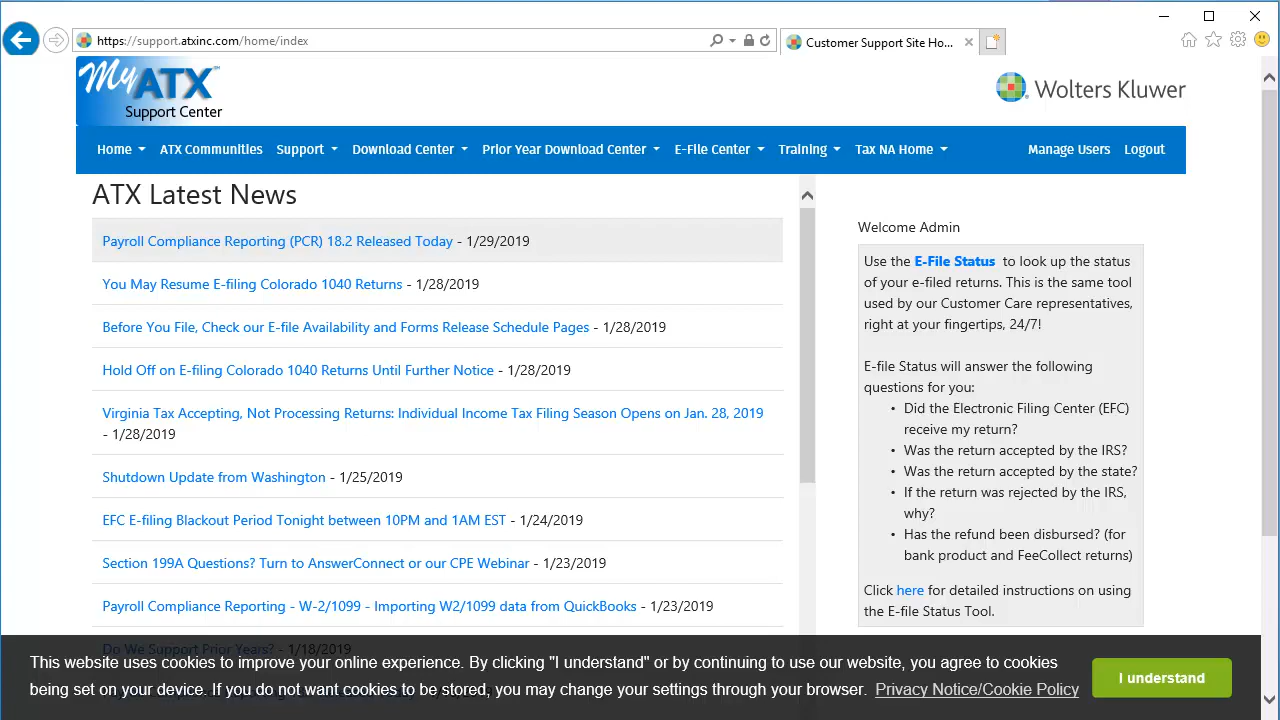 https://support.atxinc.com/home/index
Customer Support Site Ho...
My ATX
Support Center
Wolters Kluwer
Home ATX Communities Support Download Center Prior Year Download Center E-File Center Training Tax NA Home Manage Users Logout
ATX Latest News
Payroll Compliance Reporting (PCR) 18.2 Released Today - 1/29/2019
You May Resume E-filing Colorado 1040 Returns - 1/28/2019
Before You File, Check our E-file Availability and Forms Release Schedule Pages - 1/28/2019
Hold Off on E-filing Colorado 1040 Returns Until Further Notice - 1/28/2019
Virginia Tax Accepting, Not Processing Returns: Individual Income Tax Filing Season Opens on Jan. 28, 2019
- 1/28/2019
Shutdown Update from Washington - 1/25/2019
EFC E-filing Blackout Period Tonight between 10PM and 1AM EST - 1/24/2019
Section 199A Questions? Turn to AnswerConnect or our CPE Webinar - 1/23/2019
Payroll Compliance Reporting - W-2/1099 - Importing W2/1099 data from QuickBooks - 1/23/2019
Do We Support Prior Years? - 1/18/2019
Welcome Admin
Use the E-File Status to look up the status
of your e-filed returns. This is the same tool
used by our Customer Care representatives,
right at your fingertips, 24/7!
E-file Status will answer the following
questions for you:
• Did the Electronic Filing Center (EFC)
receive my return?
• Was the return accepted by the IRS?
• Was the return accepted by the state?
• If the return was rejected by the IRS,
why?
• Has the refund been disbursed? (for
bank product and FeeCollect returns)
Click here for detailed instructions on using
the E-file Status Tool.
This website uses cookies to improve your online experience. By clicking "I understand" or by continuing to use our website, you agree to cookies
being set on your device. If you do not want cookies to be stored, you may change your settings through your browser. Privacy Notice/Cookie Policy
I understand